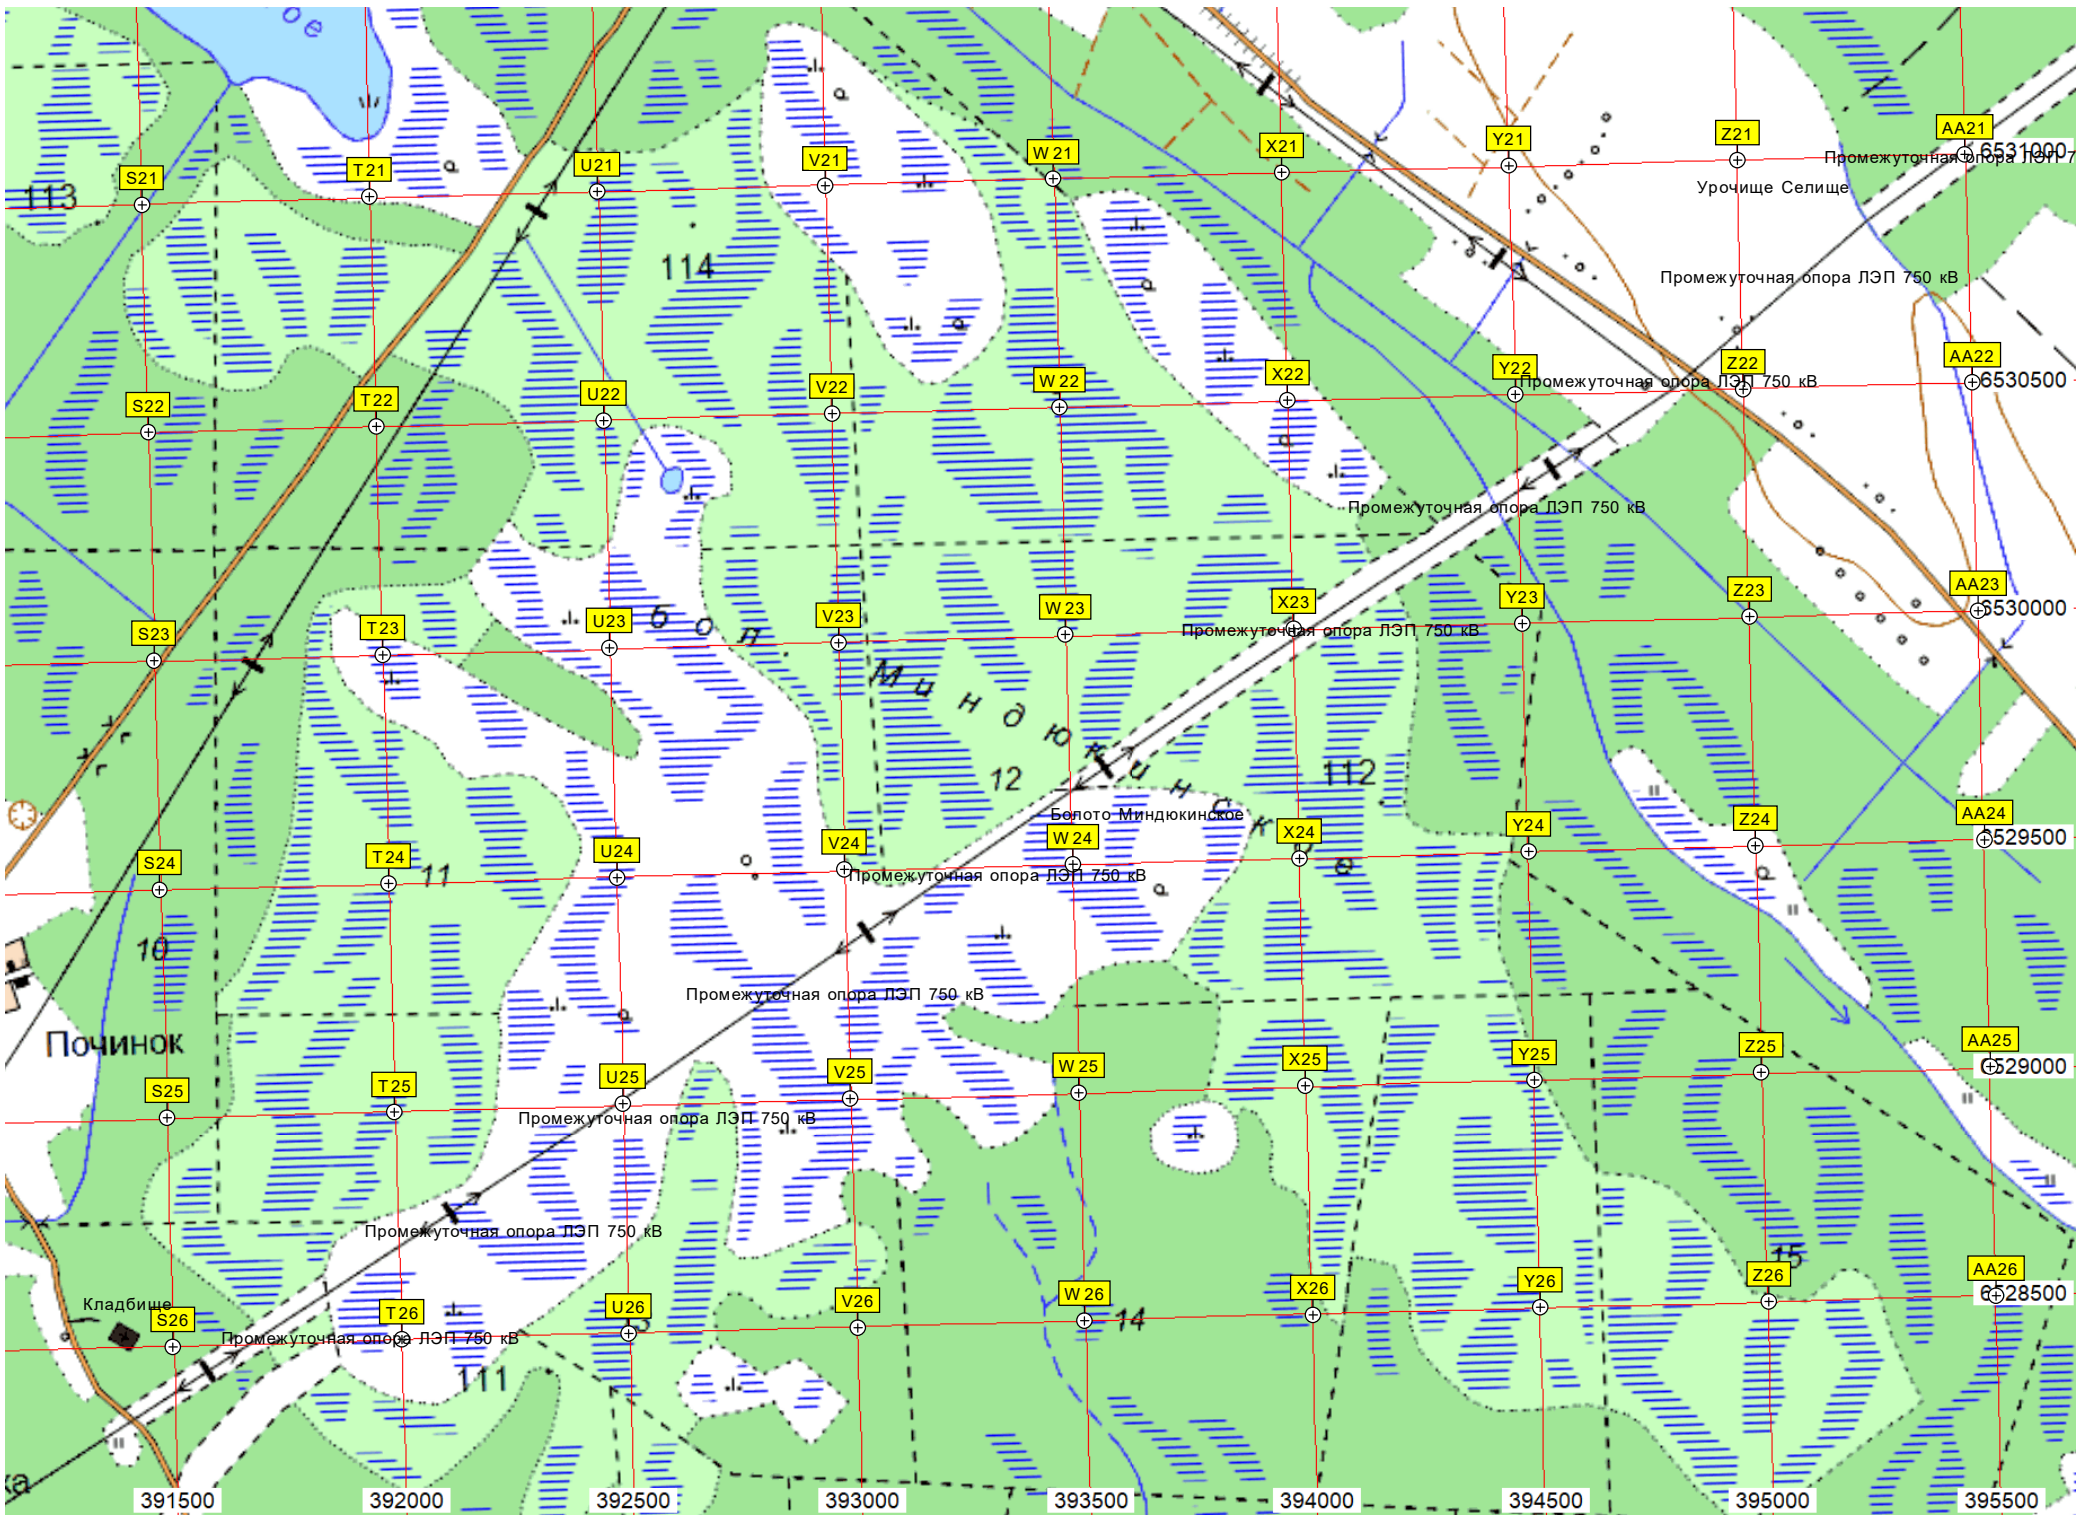 ое
AA21
Z21
Y21
X21
W21
V21
U21
T21
S21
6531000
Промежуточная опора ЛЭП 7
Урочище Селище
113
114
Промежуточная опора ЛЭП 750 кВ
AA22
Z22
Y22
X22
W22
V22
U22
T22
S22
6530500
Промежуточная опора ЛЭП 750 кВ
Промежуточная опора ЛЭП 750 кВ
AA23
Z23
Y23
X23
W23
V23
U23
T23
S23
6530000
бол.
Промежуточная опора ЛЭП 750 кВ
Миндюкинское
12
112
Болото Миндюкинское
AA24
Z24
Y24
X24
W24
V24
U24
T24
S24
6529500
11
Промежуточная опора ЛЭП 750 кВ
10
Промежуточная опора ЛЭП 750 кВ
Починок
AA25
Z25
Y25
X25
W25
V25
U25
T25
S25
6529000
Промежуточная опора ЛЭП 750 кВ
Промежуточная опора ЛЭП 750 кВ
15
AA26
Z26
Y26
X26
W26
V26
U26
T26
S26
6528500
Кладбище
14
Промежуточная опора ЛЭП 750 кВ
111
ка
391500
392000
392500
393000
393500
394000
394500
395000
395500